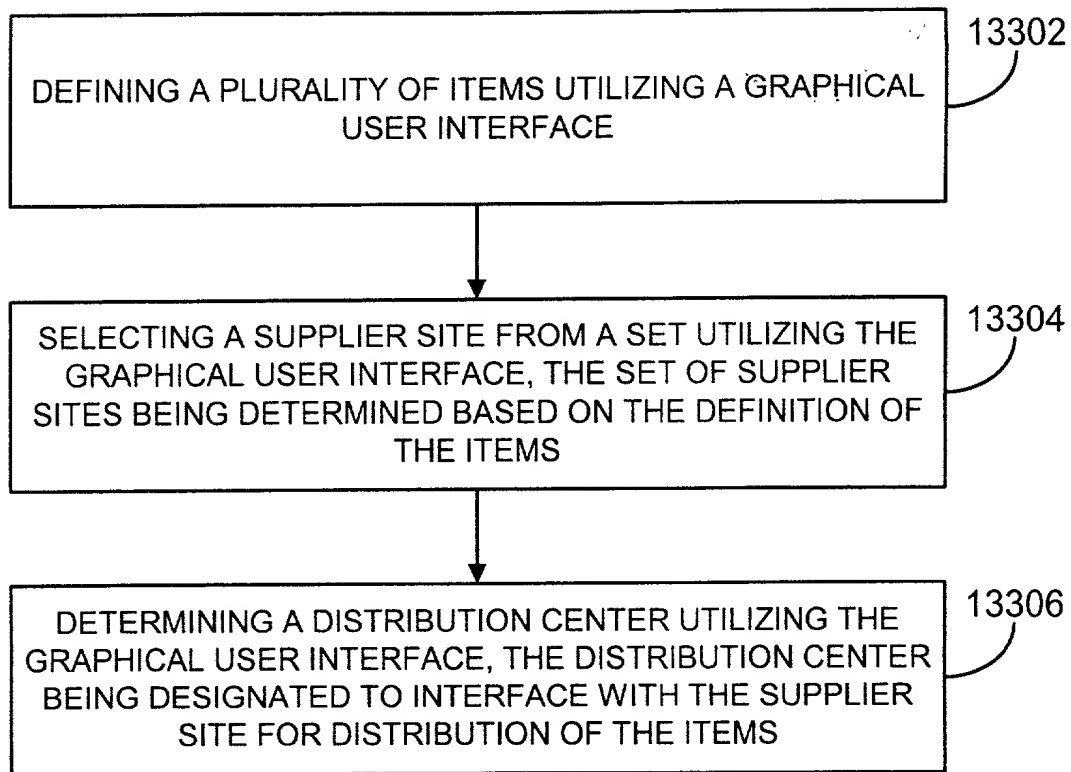 13302
DEFINING A PLURALITY OF ITEMS UTILIZING A GRAPHICAL
USER INTERFACE
13304
SELECTING A SUPPLIER SITE FROM A SET UTILIZING THE
GRAPHICAL USER INTERFACE, THE SET OF SUPPLIER
SITES BEING DETERMINED BASED ON THE DEFINITION OF
THE ITEMS
13306
DETERMINING A DISTRIBUTION CENTER UTILIZING THE
GRAPHICAL USER INTERFACE, THE DISTRIBUTION CENTER
BEING DESIGNATED TO INTERFACE WITH THE SUPPLIER
SITE FOR DISTRIBUTION OF THE ITEMS